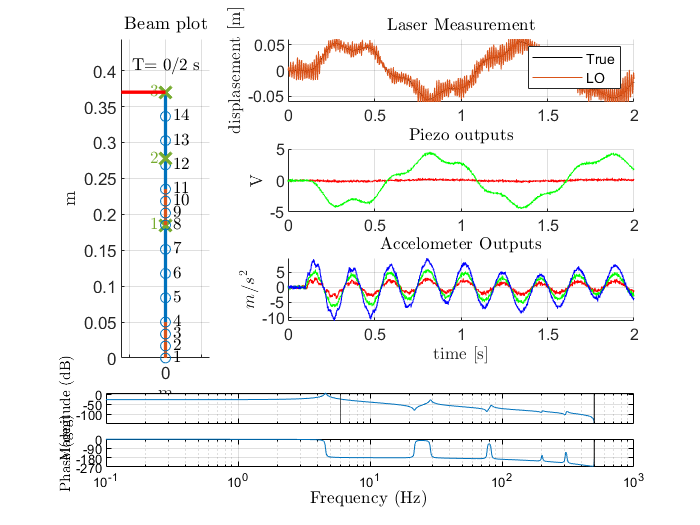 Beam plot
T= 0/2 s
0.4
0.35
0.3
0.25
0.2
0.15
0.1
0.05
0
m
3
14
13
2
12
11
10
9
1
8
7
6
5
4
3
2
1
0
Laser Measurement
displasement [m]
0.05
0
-0.05
True
LO
0 0.5 1 1.5 2
Piezo outputs
V
5
0
-5
0 0.5 1 1.5 2
Accelometer Outputs
m/s²
5
0
-5
-10
0 0.5 1 1.5 2
time [s]
0
-50
-100
0
-90
-180
-270
10⁻¹ 10⁰ 10¹ 10² 10³
Frequency (Hz)